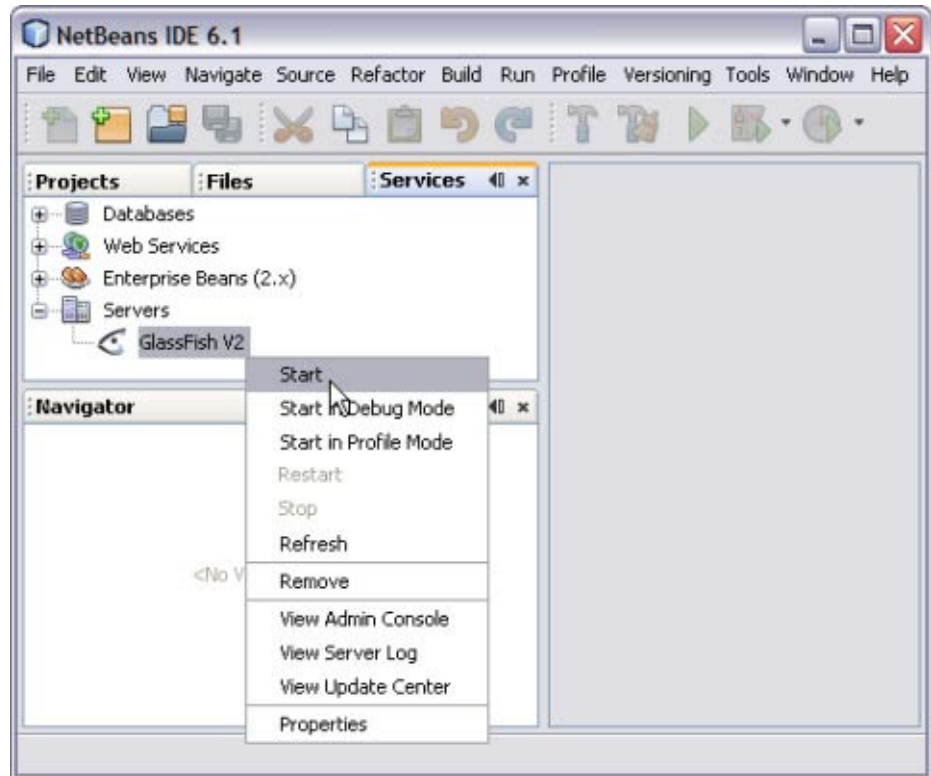 NetBeans IDE 6.1
File Edit View Navigate Source Refactor Build Run Profile Versioning Tools Window Help
Projects Files Services
Databases
Web Services
Enterprise Beans (2.x)
Servers
GlassFish V2
Start
Navigator
Start in Debug Mode
Start in Profile Mode
Restart
Stop
Refresh
<No V
Remove
View Admin Console
View Server Log
View Update Center
Properties